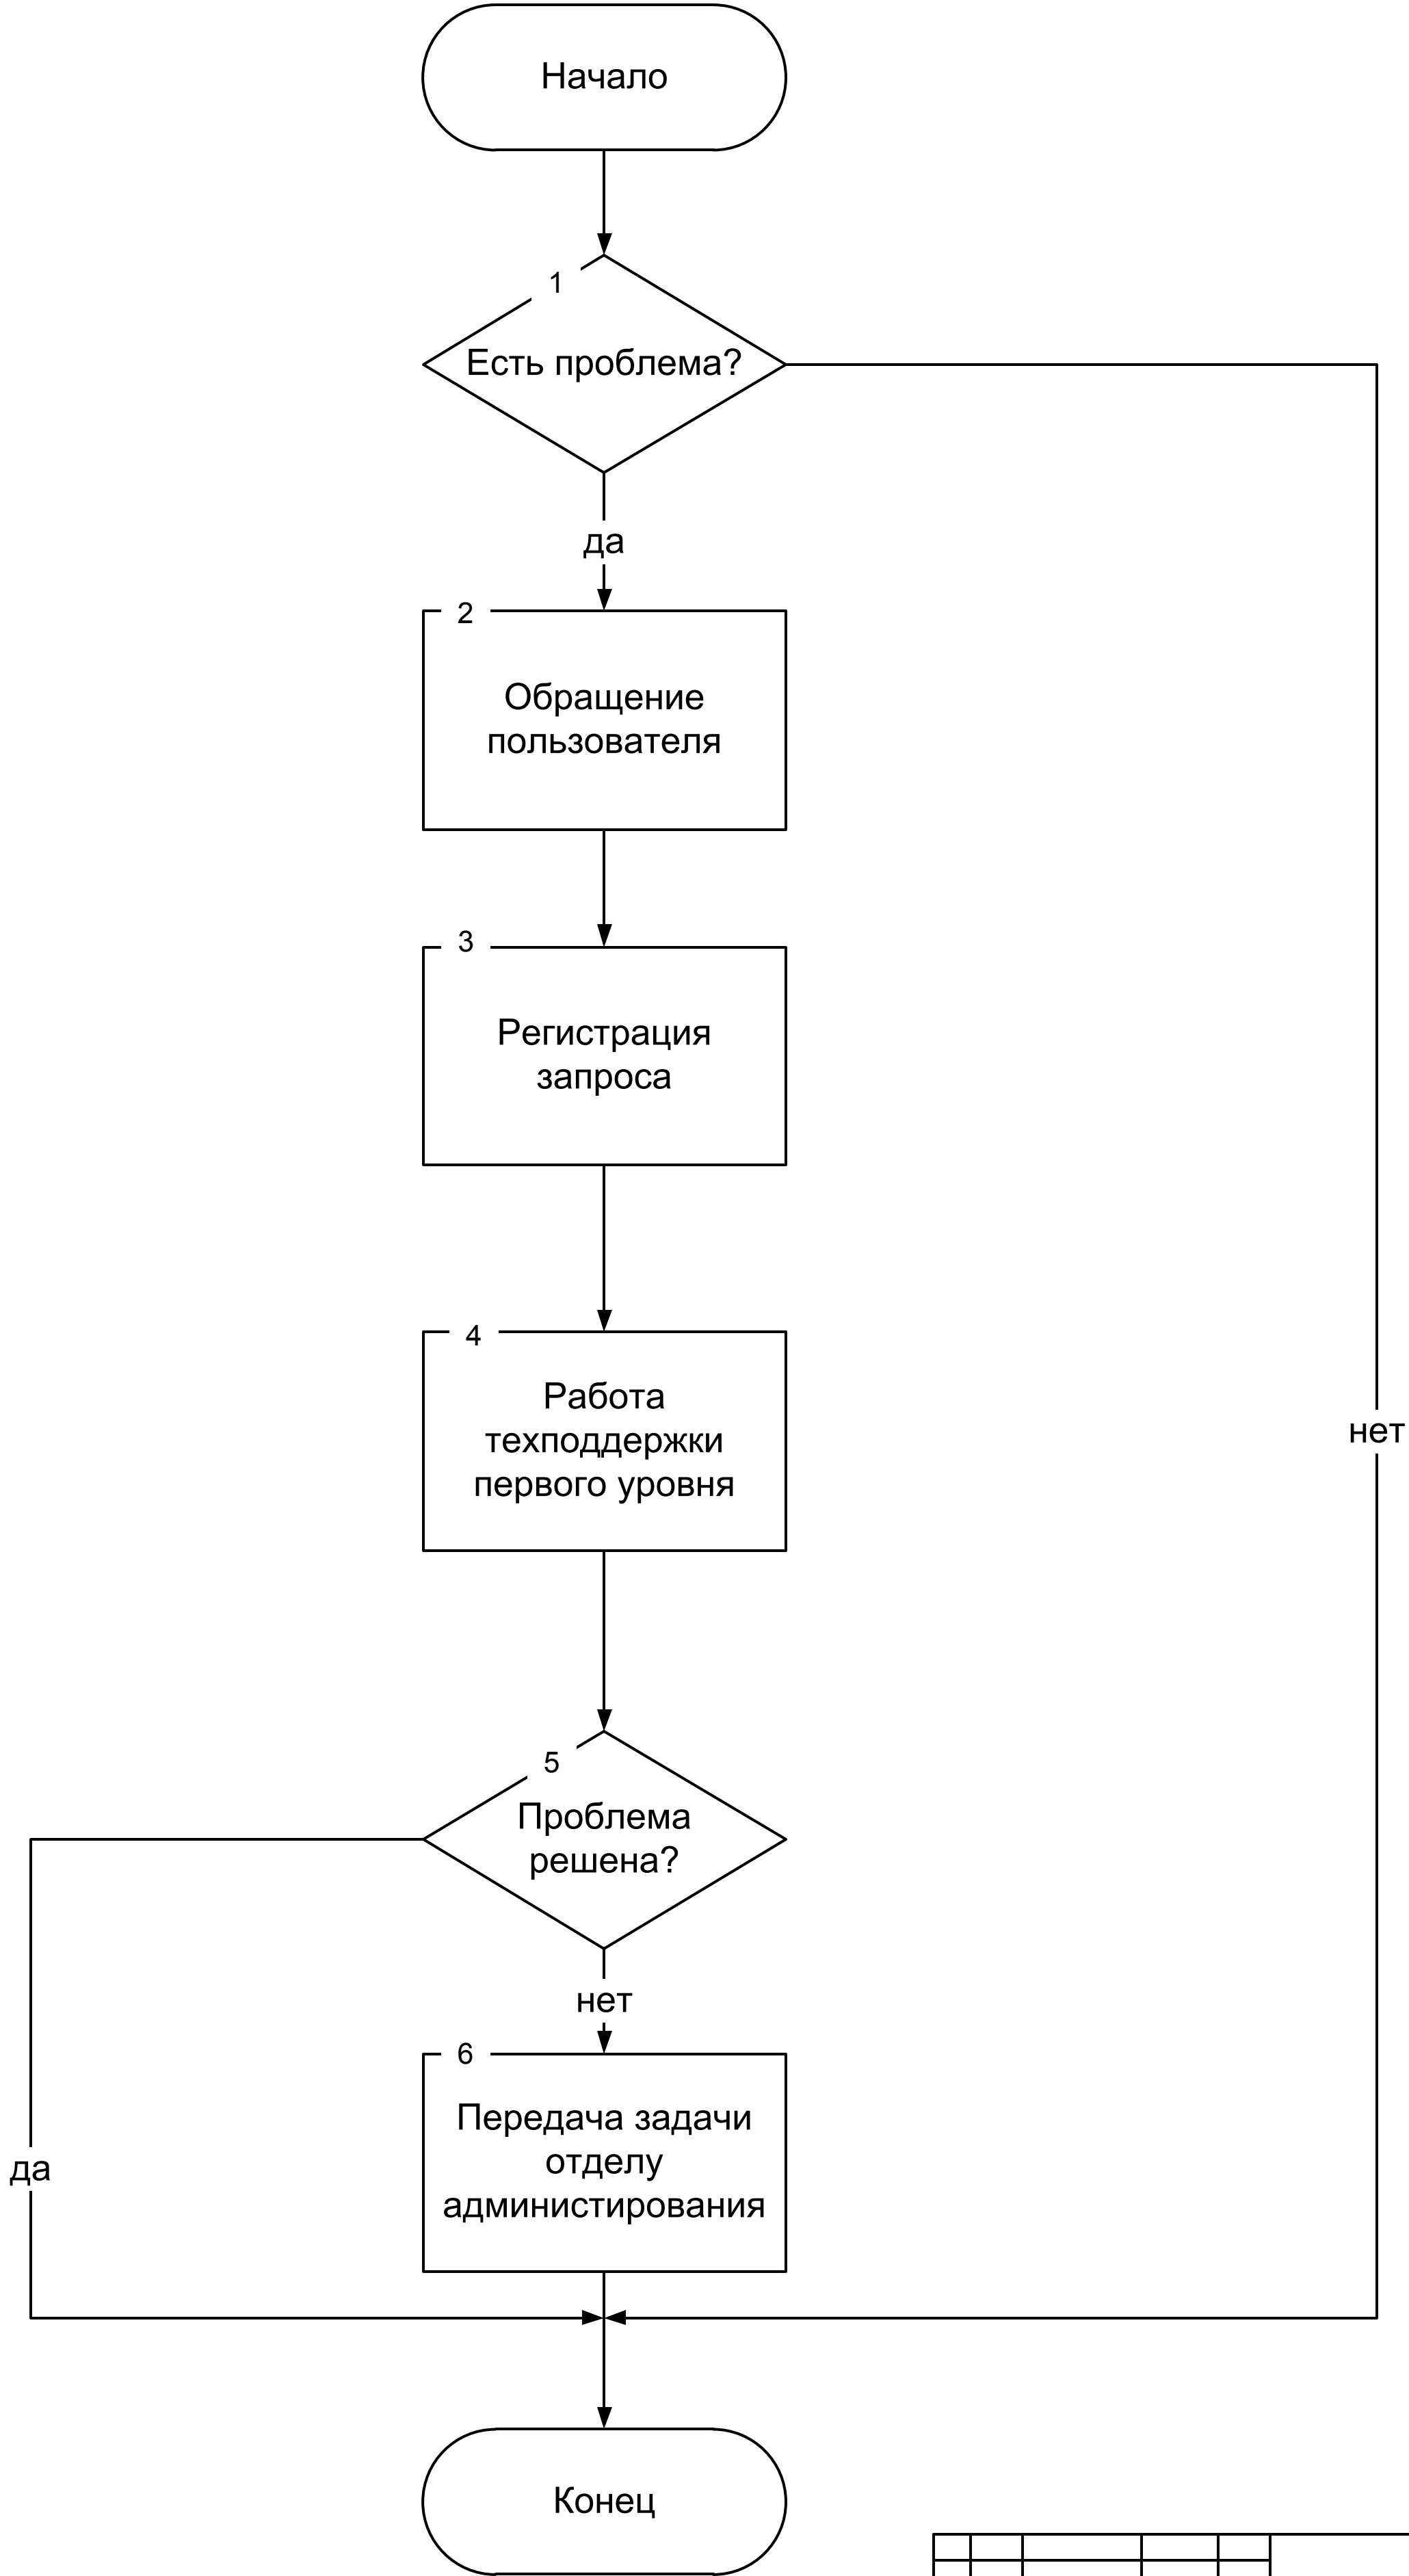 Начало
1
Есть проблема?
да
2
Обращение
пользователя
3
Регистрация
запроса
4
Работа
техподдержки
первого уровня
нет
5
Проблема
решена?
нет
6
Передача задачи
отделу
администирования
да
Конец